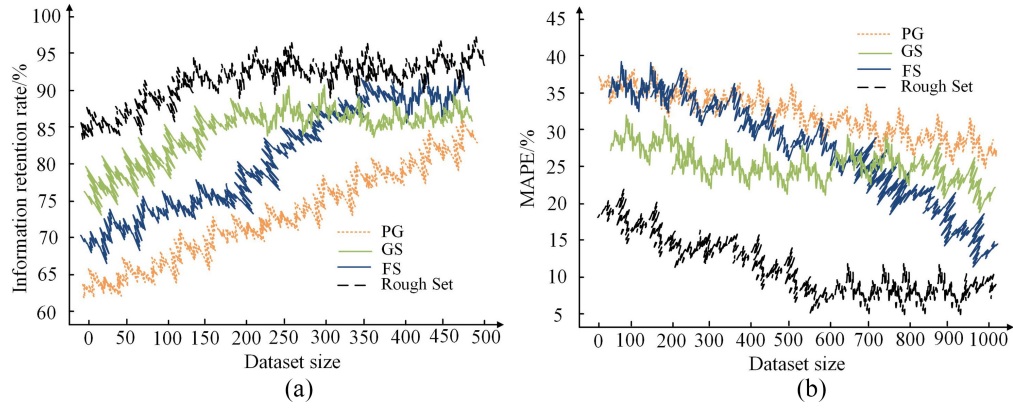 100
95
90
85
80
75
70
65
60
Information retention rate/%
PG
GS
FS
Rough Set
0 50 100 150 200 250 300 350 400 450 500
Dataset size
(a)
45
40
35
30
25
20
15
10
5
MAPE/%
PG
GS
FS
Rough Set
0 100 200 300 400 500 600 700 800 900 1000
Dataset size
(b)